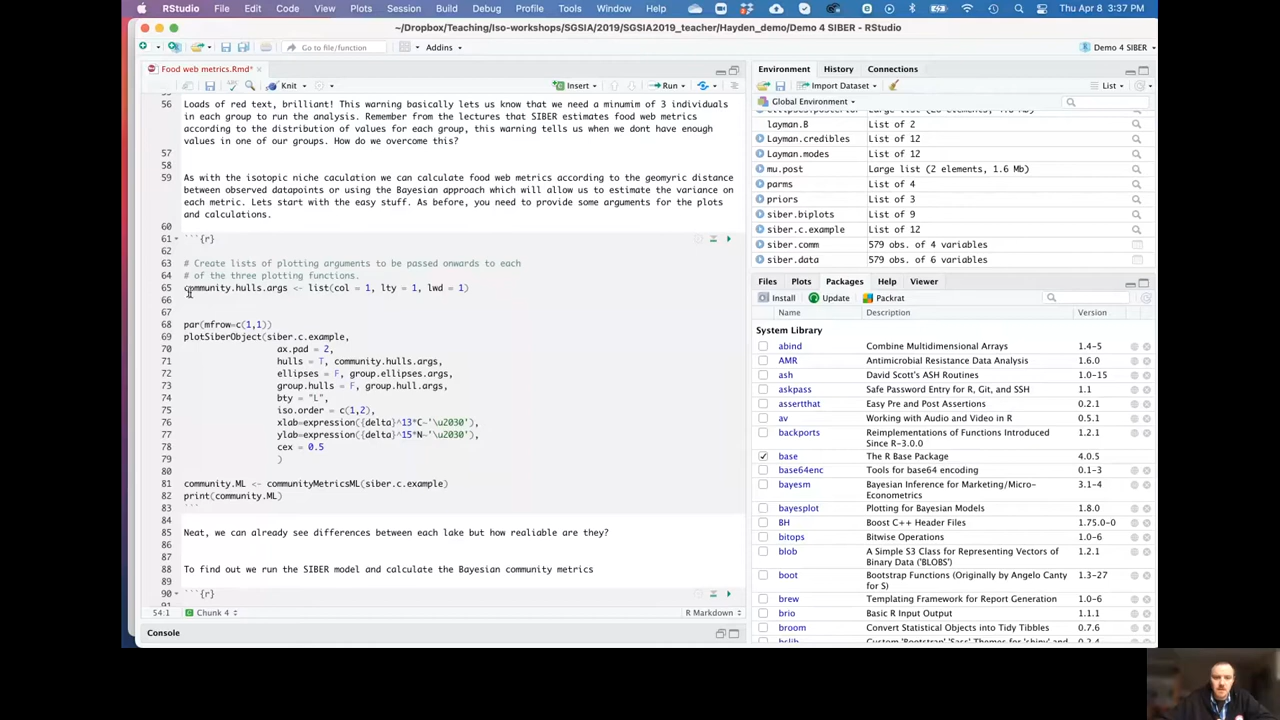 RStudio File Edit Code View Plots Session Build Debug Profile Tools Window Help Thu Apr 8 3:37 PM
~/Dropbox/Teaching/Iso-workshops/SGSIA/2019/SGSIA2019_teacher/Hayden_demo/Demo 4 SIBER - RStudio
Go to file/function Addins Demo 4 SIBER
Food web metrics.Rmd*
Knit Insert Run
56 Loads of red text, brilliant! This warning basically lets us know that we need a minumim of 3 individuals
in each group to run the analysis. Remember from the lectures that SIBER estimates food web metrics
according to the distribution of values for each group, this warning tells us when we dont have enough
values in one of our groups. How do we overcome this?
57
58
59 As with the isotopic niche caculation we can calculate food web metrics according to the geomyric distance
between observed datapoints or using the Bayesian approach which will allow us to estimate the variance on
each metric. Lets start with the easy stuff. As before, you need to provide some arguments for the plots
and calculations.
60
61 ```{r}
62
63 # Create lists of plotting arguments to be passed onwards to each
64 # of the three plotting functions.
65 community.hulls.args <- list(col = 1, lty = 1, lwd = 1)
66
67
68 par(mfrow=c(1,1))
69 plotSiberObject(siber.c.example,
70 ax.pad = 2,
71 hulls = T, community.hulls.args,
72 ellipses = F, group.ellipses.args,
73 group.hulls = F, group.hull.args,
74 bty = "L",
75 iso.order = c(1,2),
76 xlab=expression({delta}^13*C~'\u2030'),
77 ylab=expression({delta}^15*N~'\u2030'),
78 cex = 0.5
79 )
80
81 community.ML <- communityMetricsML(siber.c.example)
82 print(community.ML)
83 ```
84
85 Neat, we can already see differences between each lake but how realiable are they?
86
87
88 To find out we run the SIBER model and calculate the Bayesian community metrics
89
90 ```{r}
91
54:1 Chunk 4 R Markdown
Console
Environment History Connections
Import Dataset List
Global Environment
layman.B List of 2
Layman.credibles List of 12
Layman.modes List of 12
mu.post Large list (2 elements, 1.6 Mb)
parms List of 4
priors List of 3
siber.biplots List of 9
siber.c.example List of 12
siber.comm 579 obs. of 4 variables
siber.data 579 obs. of 6 variables
Files Plots Packages Help Viewer
Install Update Packrat
Name Description Version
System Library
abind Combine Multidimensional Arrays 1.4-5
AMR Antimicrobial Resistance Data Analysis 1.6.0
ash David Scott's ASH Routines 1.0-15
askpass Safe Password Entry for R, Git, and SSH 1.1
assertthat Easy Pre and Post Assertions 0.2.1
av Working with Audio and Video in R 0.5.1
backports Reimplementations of Functions Introduced Since R-3.0.0 1.2.1
base The R Base Package 4.0.5
base64enc Tools for base64 encoding 0.1-3
bayesm Bayesian Inference for Marketing/Micro-Econometrics 3.1-4
bayesplot Plotting for Bayesian Models 1.8.0
BH Boost C++ Header Files 1.75.0-0
bitops Bitwise Operations 1.0-6
blob A Simple S3 Class for Representing Vectors of Binary Data ('BLOBS') 1.2.1
boot Bootstrap Functions (Originally by Angelo Canty for S) 1.3-27
brew Templating Framework for Report Generation 1.0-6
brio Basic R Input Output 1.1.1
broom Convert Statistical Objects into Tidy Tibbles 0.7.6
bslib Custom 'Bootstrap' 'Sass' Themes for 'shiny' and 0.2.4